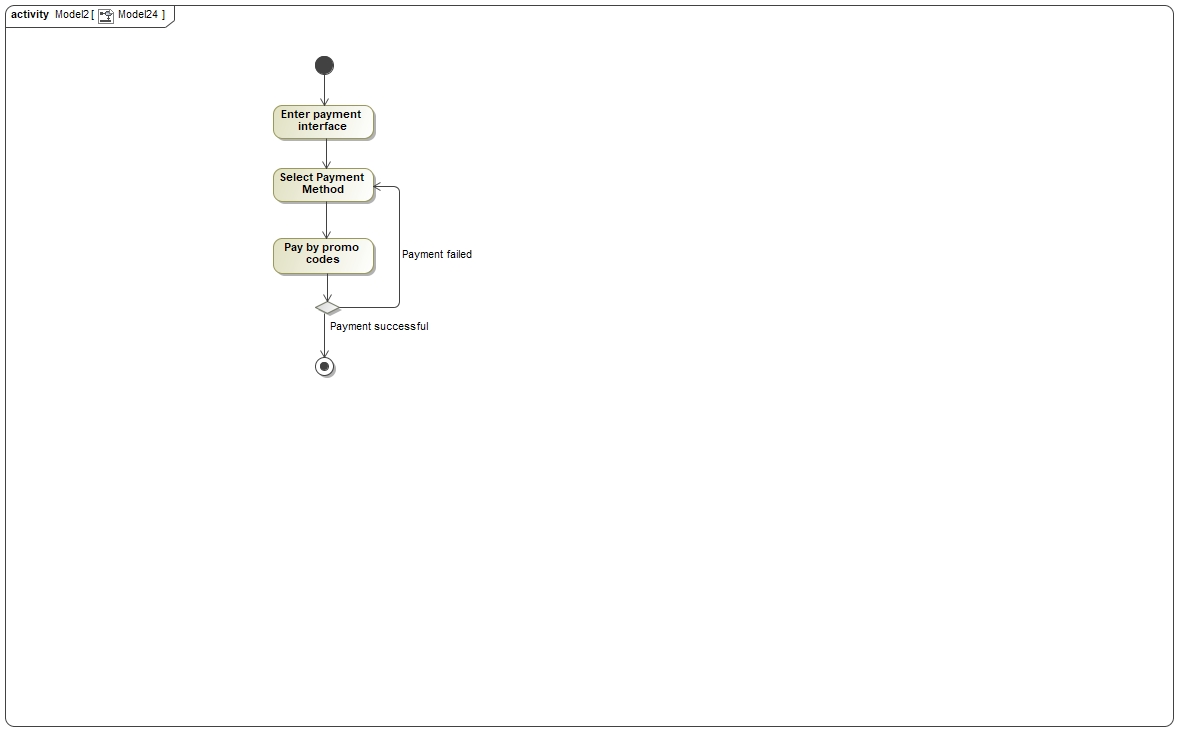 activity Model2 [ Model24 ]
Enter payment
interface
Select Payment
Method
Pay by promo
codes
Payment failed
Payment successful